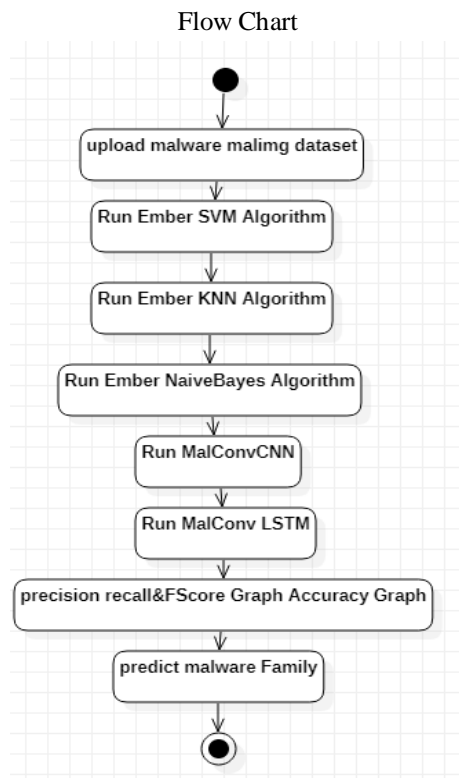 Flow Chart
upload malware malimg dataset
Run Ember SVM Algorithm
Run Ember KNN Algorithm
Run Ember NaiveBayes Algorithm
Run MalConvCNN
Run MalConv LSTM
precision recall&FScore Graph Accuracy Graph
predict malware Family